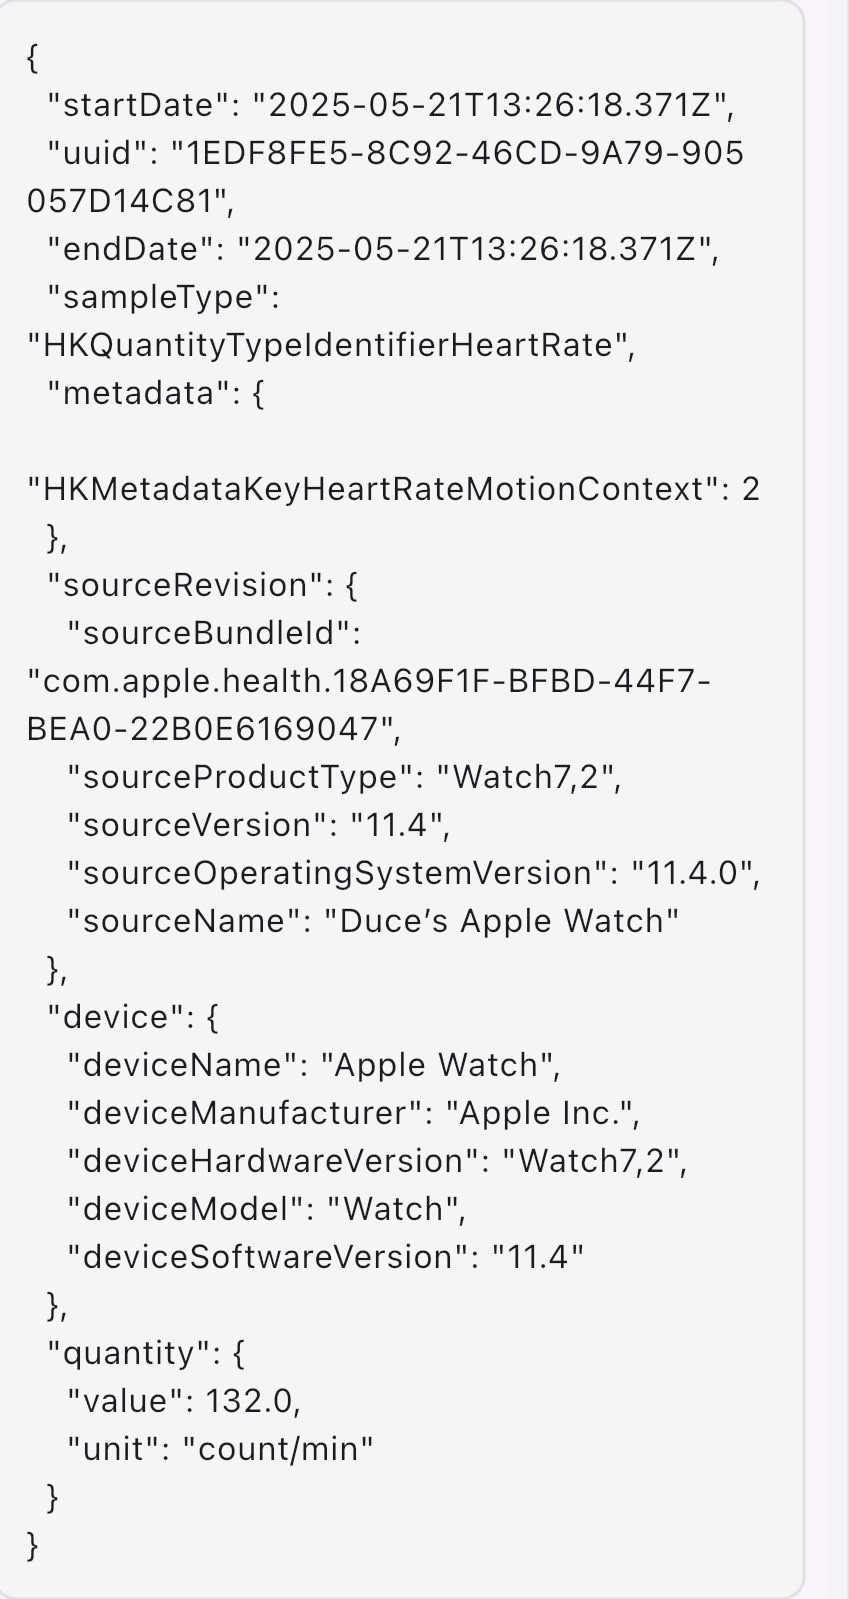 {
  "startDate": "2025-05-21T13:26:18.371Z",
  "uuid": "1EDF8FE5-8C92-46CD-9A79-905
057D14C81",
  "endDate": "2025-05-21T13:26:18.371Z",
  "sampleType":
"HKQuantityTypeIdentifierHeartRate",
  "metadata": {

"HKMetadataKeyHeartRateMotionContext": 2
  },
  "sourceRevision": {
    "sourceBundleId":
"com.apple.health.18A69F1F-BFBD-44F7-
BEA0-22B0E6169047",
    "sourceProductType": "Watch7,2",
    "sourceVersion": "11.4",
    "sourceOperatingSystemVersion": "11.4.0",
    "sourceName": "Duce’s Apple Watch"
  },
  "device": {
    "deviceName": "Apple Watch",
    "deviceManufacturer": "Apple Inc.",
    "deviceHardwareVersion": "Watch7,2",
    "deviceModel": "Watch",
    "deviceSoftwareVersion": "11.4"
  },
  "quantity": {
    "value": 132.0,
    "unit": "count/min"
  }
}